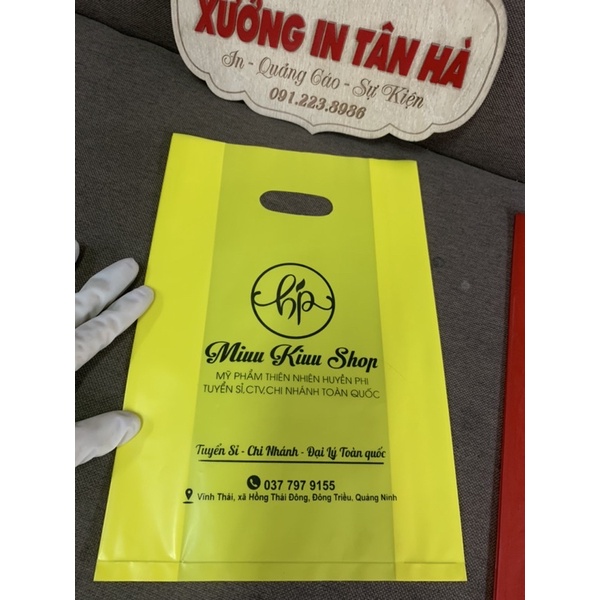 XƯỞNG IN TÂN HÀ
In - Quảng Cáo - Sự Kiện
091.223.8986
hp
Miuu Kiuu Shop
MỸ PHẨM THIÊN NHIÊN HUYỀN PHI
TUYỂN SỈ,CTV,CHI NHÁNH TOÀN QUỐC
Tuyển Sỉ - Chi Nhánh - Đại Lý Toàn quốc
037 797 9155
Vĩnh Thái, xã Hồng Thái Đông, Đông Triều, Quảng Ninh